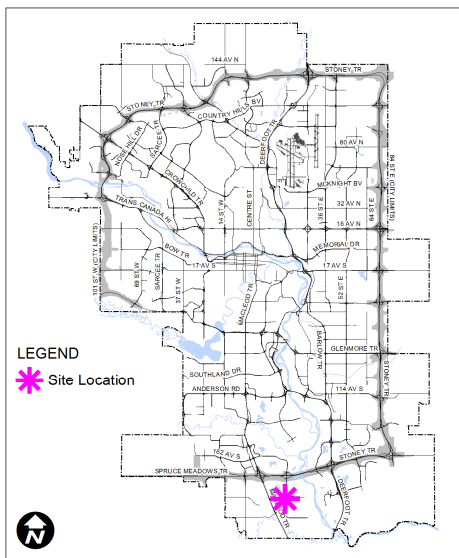 144 AV N
STONEY TR
STONEY TR
COUNTRY HILLS BV
NOSE HILL DR
SARCEE T
DEERFOOT TR
80 AV N
CROWCHILD TR
MCKNIGHT BV
84 ST E (CITY LIMITS)
14 ST W
CENTRE ST
36 ST E
32 AV N
64 ST E
TRANS CANADA HI
16 AV N
BOW TR
MEMORIAL DR
17 AV S
17 AV S
101 ST W (CITY LIMITS)
69 ST W
SARCEE TR
37 ST W
52 ST E
MACLEOD TR
BARLOW TR
GLENMORE TR
LEGEND
Site Location
SOUTHLAND DR
ANDERSON RD
114 AV S
STONEY TR
162 AV S
STONEY TR
SPRUCE MEADOWS TR
DEERFOOT TR
N